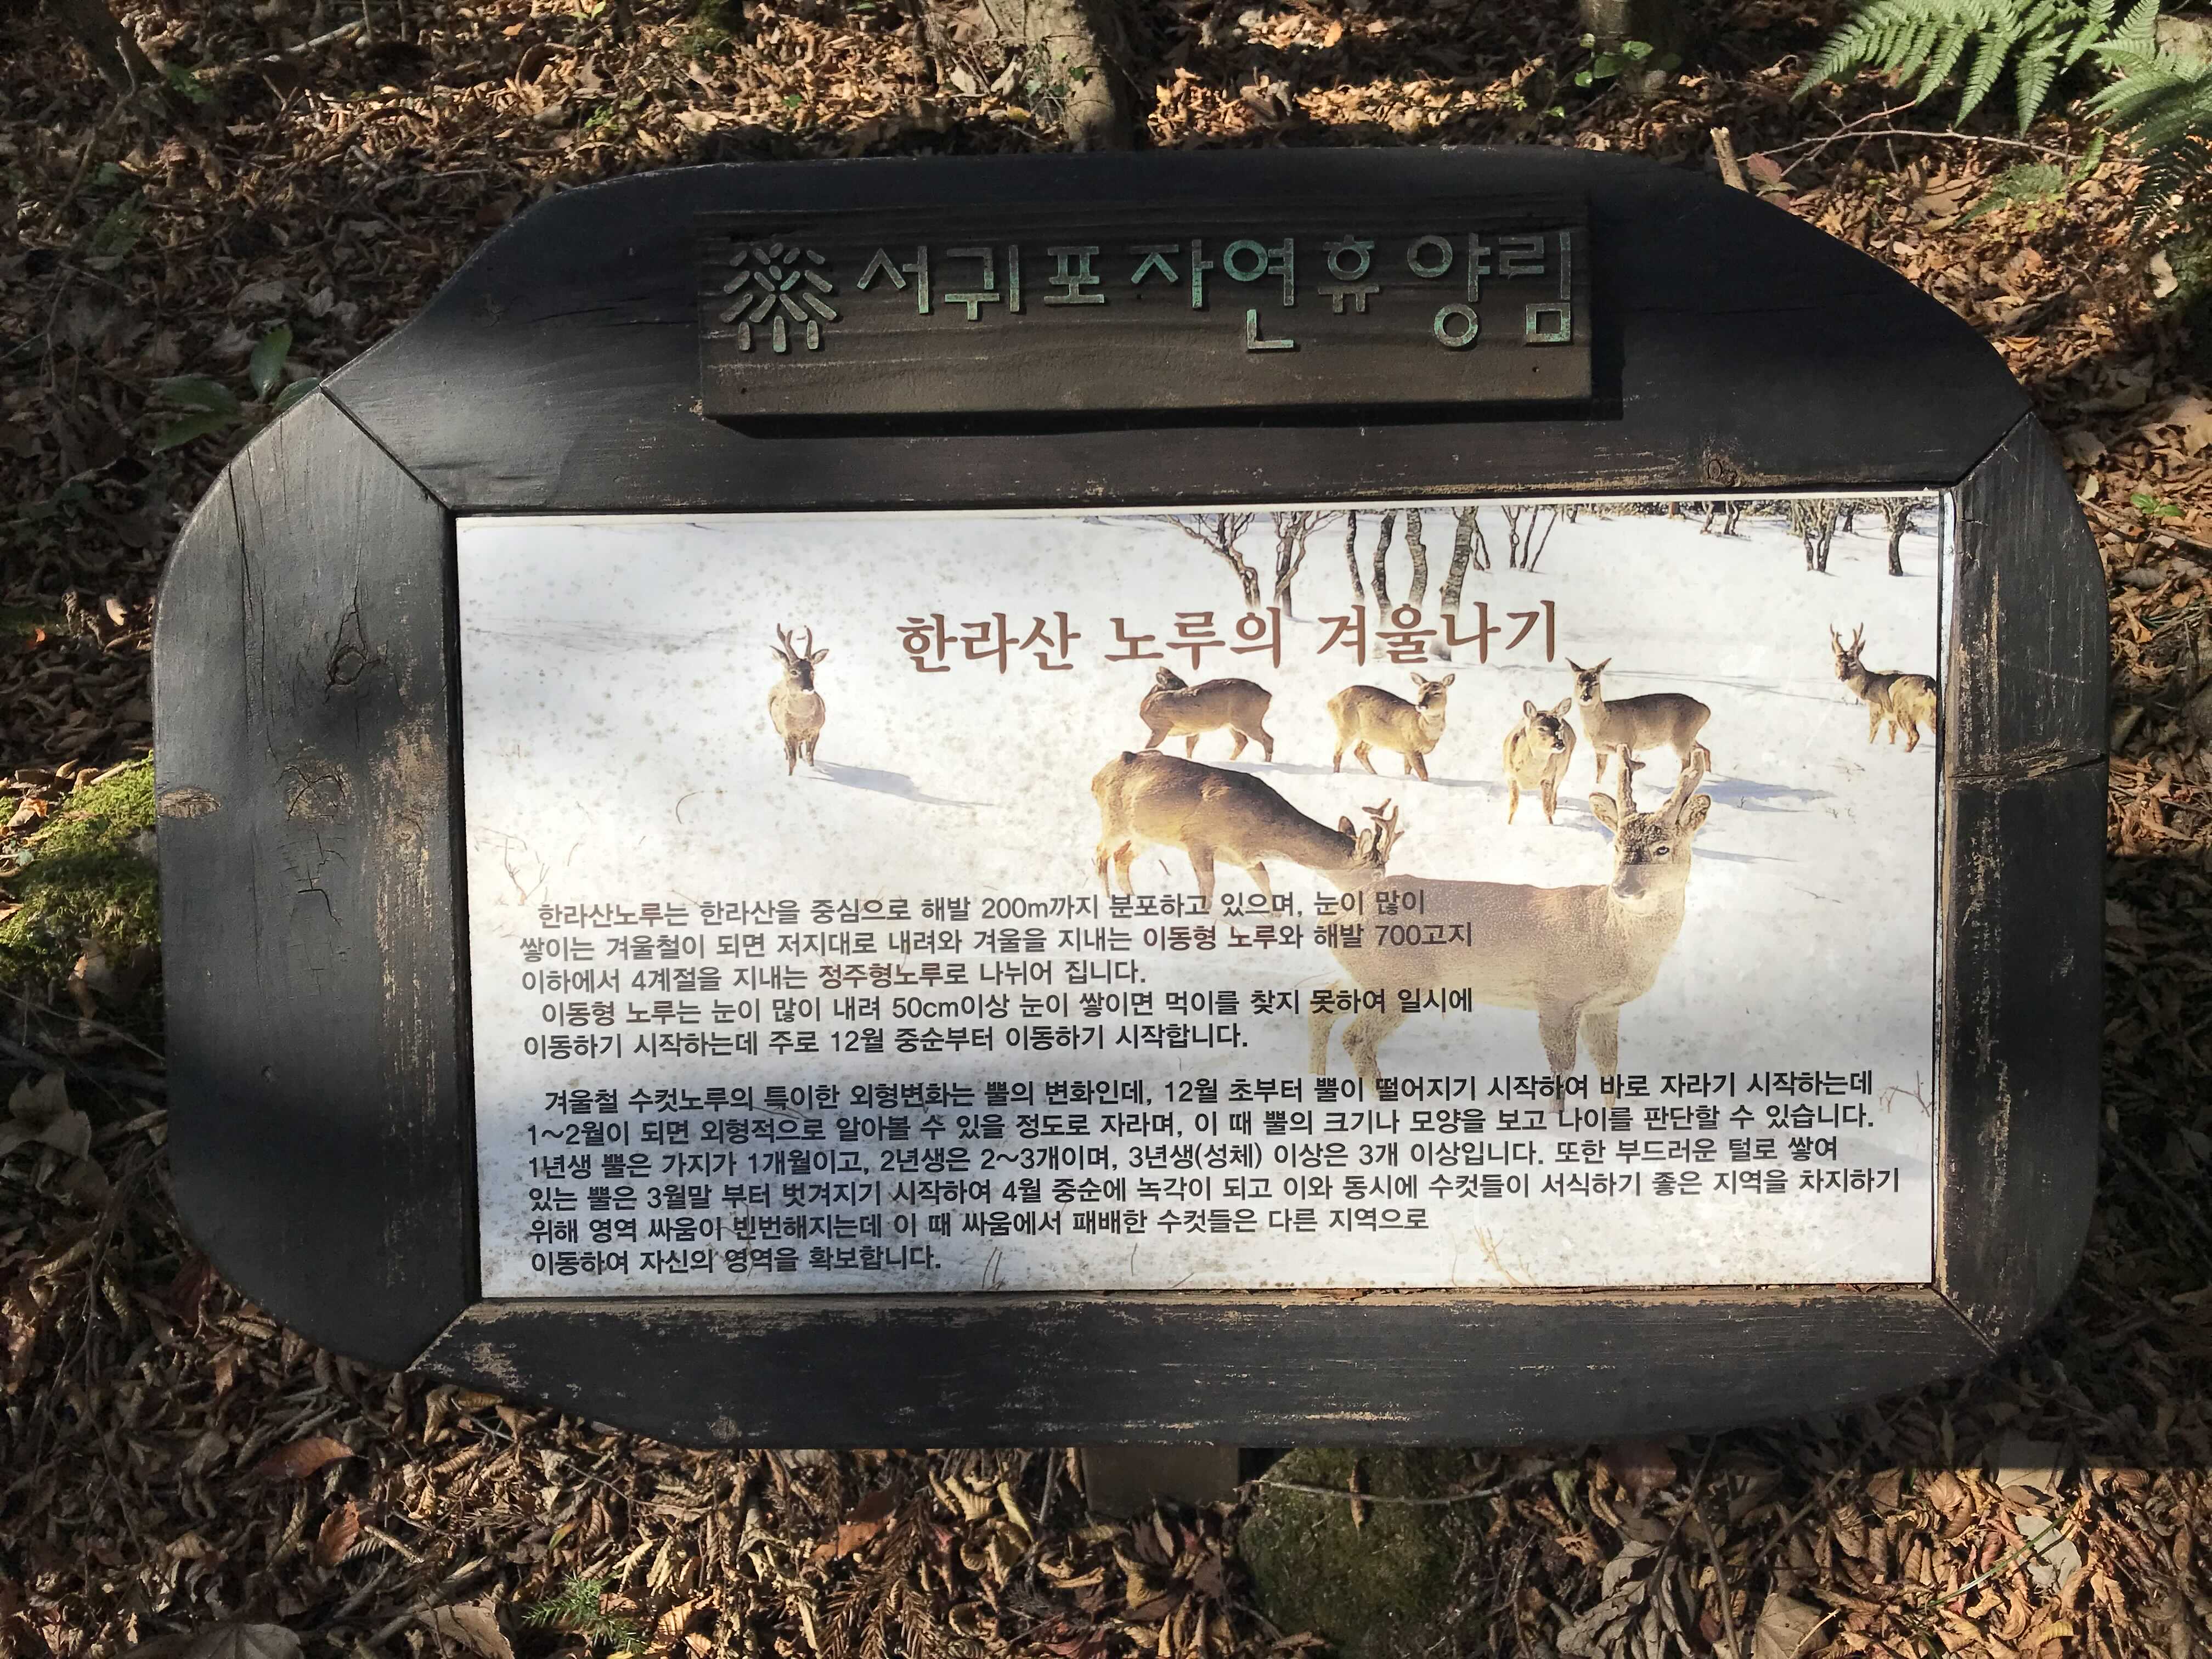 서귀포자연휴양림
한라산 노루의 겨울나기
한라산노루는 한라산을 중심으로 해발 200m까지 분포하고 있으며, 눈이 많이
쌓이는 겨울철이 되면 저지대로 내려와 겨울을 지내는 이동형 노루와 해발 700고지
이하에서 4계절을 지내는 정주형노루로 나뉘어 집니다.
이동형 노루는 눈이 많이 내려 50cm이상 눈이 쌓이면 먹이를 찾지 못하여 일시에
이동하기 시작하는데 주로 12월 중순부터 이동하기 시작합니다.
겨울철 수컷노루의 특이한 외형변화는 뿔의 변화인데, 12월 초부터 뿔이 떨어지기 시작하여 바로 자라기 시작하는데
1~2월이 되면 외형적으로 알아볼 수 있을 정도로 자라며, 이 때 뿔의 크기나 모양을 보고 나이를 판단할 수 있습니다.
1년생 뿔은 가지가 1개월이고, 2년생은 2~3개이며, 3년생(성체) 이상은 3개 이상입니다. 또한 부드러운 털로 쌓여
있는 뿔은 3월말 부터 벗겨지기 시작하여 4월 중순에 녹각이 되고 이와 동시에 수컷들이 서식하기 좋은 지역을 차지하기
위해 영역 싸움이 빈번해지는데 이 때 싸움에서 패배한 수컷들은 다른 지역으로
이동하여 자신의 영역을 확보합니다.